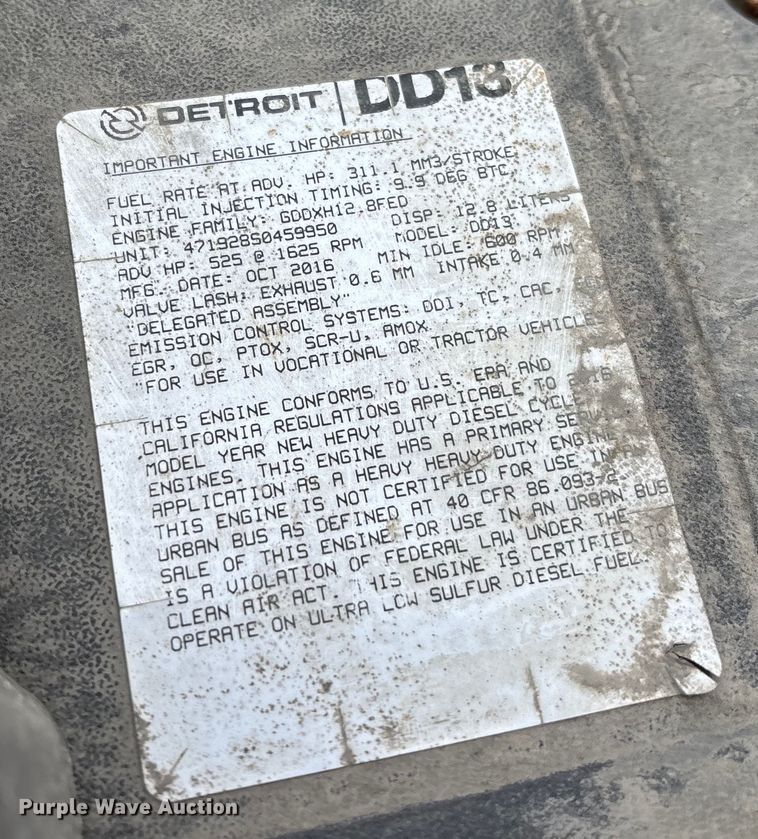 DETROIT | DD13
IMPORTANT ENGINE INFORMATION
FUEL RATE AT ADV. HP: 311.1 MM3/STROKE
INITIAL INJECTION TIMING: 9.9 DEG BTC
ENGINE FAMILY: GDDXH12.8FED DISP: 12.8 LITERS
UNIT: 471928S0459950 MODEL: DD13
ADV HP: 525 @ 1625 RPM MIN IDLE: 600 RPM
MFG. DATE: OCT 2016 INTAKE 0.4 MM
VALVE LASH: EXHAUST 0.6 MM
"DELEGATED ASSEMBLY"
EMISSION CONTROL SYSTEMS: DDI, TC, CAC,
EGR, OC, PTOX, SCR-U, AMOX.
"FOR USE IN VOCATIONAL OR TRACTOR VEHICLE
THIS ENGINE CONFORMS TO U.S. EPA AND
CALIFORNIA REGULATIONS APPLICABLE TO 2016
MODEL YEAR NEW HEAVY DUTY DIESEL CYCLE
ENGINES. THIS ENGINE HAS A PRIMARY
APPLICATION AS A HEAVY HEAVY-DUTY ENGINE
THIS ENGINE IS NOT CERTIFIED FOR USE IN
URBAN BUS AS DEFINED AT 40 CFR 86.093-2.
SALE OF THIS ENGINE FOR USE IN AN URBAN BUS
IS A VIOLATION OF FEDERAL LAW UNDER THE
CLEAN AIR ACT. THIS ENGINE IS CERTIFIED TO
OPERATE ON ULTRA LOW SULFUR DIESEL FUEL.
Purple Wave Auction